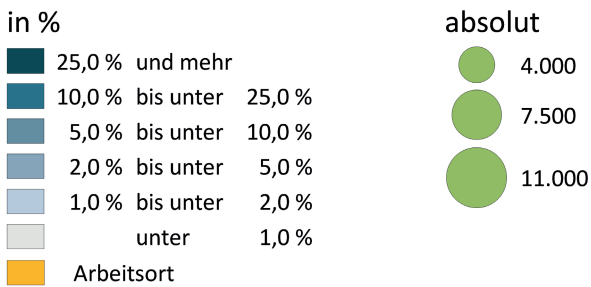 in %
25,0 % und mehr
10,0 % bis unter 25,0 %
5,0 % bis unter 10,0 %
2,0 % bis unter 5,0 %
1,0 % bis unter 2,0 %
unter 1,0 %
Arbeitsort
absolut
4.000
7.500
11.000